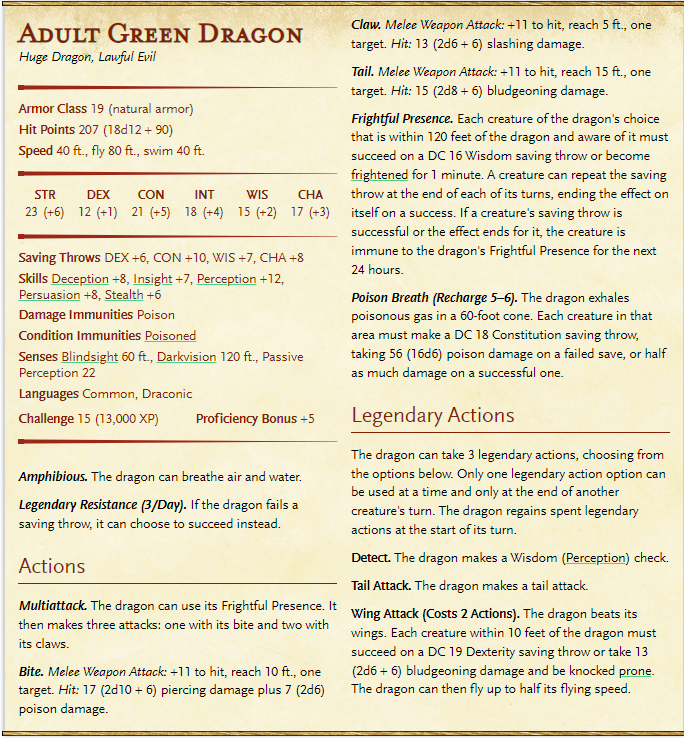 Adult Green Dragon
Huge Dragon, Lawful Evil
Armor Class 19 (natural armor)
Hit Points 207 (18d12 + 90)
Speed 40 ft., fly 80 ft., swim 40 ft.
STR DEX CON INT WIS CHA
23 (+6) 12 (+1) 21 (+5) 18 (+4) 15 (+2) 17 (+3)
Saving Throws DEX +6, CON +10, WIS +7, CHA +8
Skills Deception +8, Insight +7, Perception +12,
Persuasion +8, Stealth +6
Damage Immunities Poison
Condition Immunities Poisoned
Senses Blindsight 60 ft., Darkvision 120 ft., Passive
Perception 22
Languages Common, Draconic
Challenge 15 (13,000 XP) Proficiency Bonus +5
Amphibious. The dragon can breathe air and water.
Legendary Resistance (3/Day). If the dragon fails a
saving throw, it can choose to succeed instead.
Actions
Multiattack. The dragon can use its Frightful Presence. It
then makes three attacks: one with its bite and two with
its claws.
Bite. Melee Weapon Attack: +11 to hit, reach 10 ft., one
target. Hit: 17 (2d10 + 6) piercing damage plus 7 (2d6)
poison damage.
Claw. Melee Weapon Attack: +11 to hit, reach 5 ft., one
target. Hit: 13 (2d6 + 6) slashing damage.
Tail. Melee Weapon Attack: +11 to hit, reach 15 ft., one
target. Hit: 15 (2d8 + 6) bludgeoning damage.
Frightful Presence. Each creature of the dragon's choice
that is within 120 feet of the dragon and aware of it must
succeed on a DC 16 Wisdom saving throw or become
frightened for 1 minute. A creature can repeat the saving
throw at the end of each of its turns, ending the effect on
itself on a success. If a creature's saving throw is
successful or the effect ends for it, the creature is
immune to the dragon's Frightful Presence for the next
24 hours.
Poison Breath (Recharge 5–6). The dragon exhales
poisonous gas in a 60-foot cone. Each creature in that
area must make a DC 18 Constitution saving throw,
taking 56 (16d6) poison damage on a failed save, or half
as much damage on a successful one.
Legendary Actions
The dragon can take 3 legendary actions, choosing from
the options below. Only one legendary action option can
be used at a time and only at the end of another
creature's turn. The dragon regains spent legendary
actions at the start of its turn.
Detect. The dragon makes a Wisdom (Perception) check.
Tail Attack. The dragon makes a tail attack.
Wing Attack (Costs 2 Actions). The dragon beats its
wings. Each creature within 10 feet of the dragon must
succeed on a DC 19 Dexterity saving throw or take 13
(2d6 + 6) bludgeoning damage and be knocked prone.
The dragon can then fly up to half its flying speed.